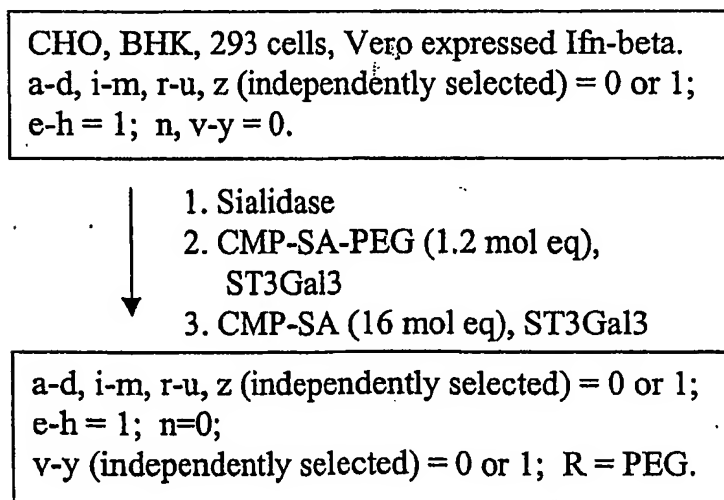 CHO, BHK, 293 cells, Vero expressed Ifn-beta.
a-d, i-m, r-u, z (independently selected) = 0 or 1;
e-h = 1; n, v-y = 0.
1. Sialidase
2. CMP-SA-PEG (1.2 mol eq),
ST3Gal3
3. CMP-SA (16 mol eq), ST3Gal3
a-d, i-m, r-u, z (independently selected) = 0 or 1;
e-h = 1; n=0;
v-y (independently selected) = 0 or 1; R = PEG.